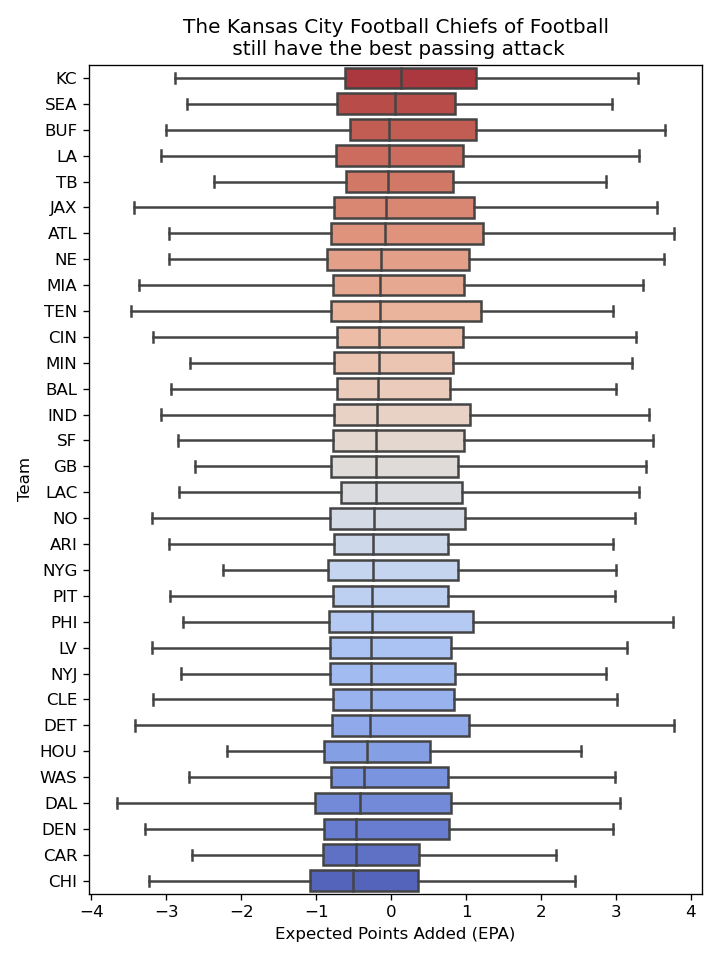 The Kansas City Football Chiefs of Football
still have the best passing attack
KC
SEA
BUF
LA
TB
JAX
ATL
NE
MIA
TEN
CIN
MIN
BAL
IND
SF
GB
LAC
NO
ARI
NYG
PIT
PHI
LV
NYJ
CLE
DET
HOU
WAS
DAL
DEN
CAR
CHI
Team
−4 −3 −2 −1 0 1 2 3 4
Expected Points Added (EPA)